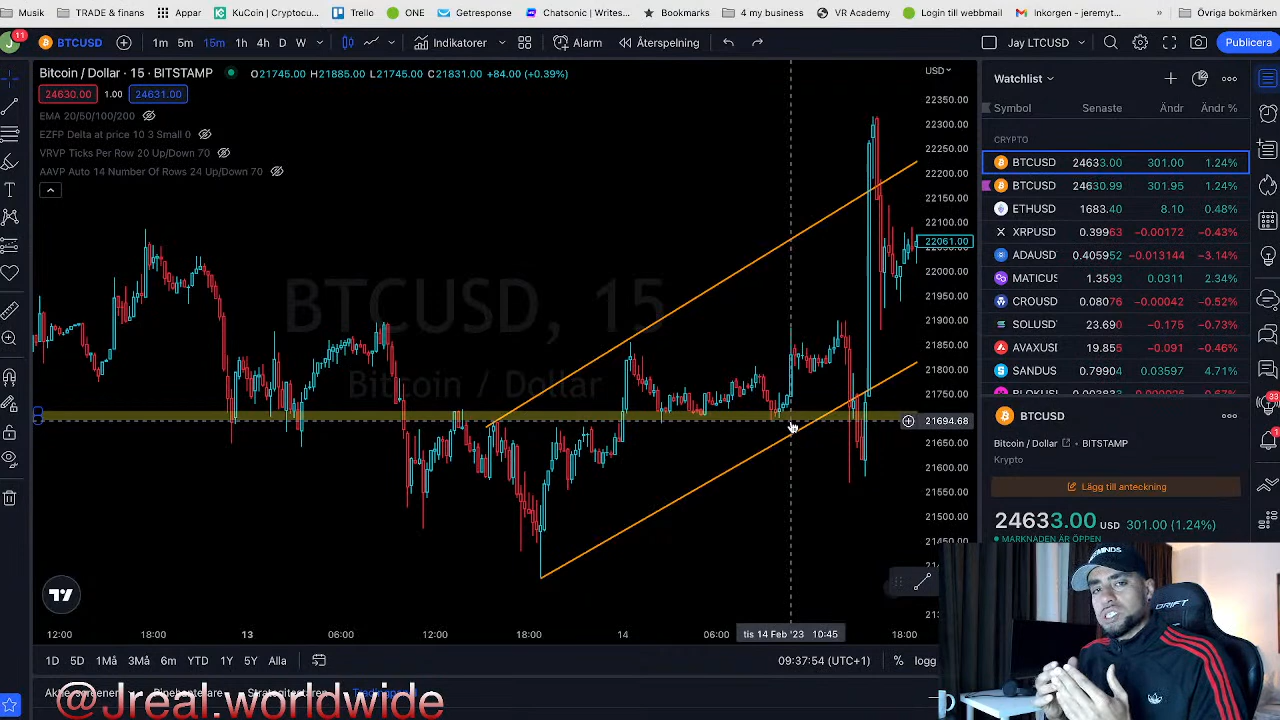 Musik
Socialt
SWAP
Appar
KuCoin | Cryptocu...
Trello
ONE
Getresponse
Chatsonic | Writes...
Bookmarks
4 my business
VR Academy
Login till webmail
Gmail - jennysyst...
»
Övriga bokmärken
J 11 BTCUSD 1m 5m 15m 1h 4h D W Indikatorer Alarm Återspelning Jay LTCUSD Publicera
Bitcoin / Dollar · 15 · BITSTAMP O21745.00 H21885.00 L21745.00 C21831.00 +84.00 (+0.39%)
24630.00 1.00 24631.00
EMA 20/50/100/200
EZFP Delta at price 10 3 Small 0
VRVP Ticks Per Row 20 Up/Down 70
AAVP Auto 14 Number Of Rows 24 Up/Down 70
BTCUSD, 15
Bitcoin / Dollar
USD
22350.00
22300.00
22250.00
22200.00
22150.00
22100.00
22061.00
22000.00
21950.00
21900.00
21850.00
21800.00
21750.00
21694.68
21650.00
21600.00
21550.00
21500.00
21450.00
12:00 18:00 13 06:00 12:00 18:00 14 06:00 tis 14 Feb '23 10:45 18:00
1D 5D 1Må 3Må 6m YTD 1Y 5Y Alla 09:37:54 (UTC+1) % logg
Watchlist
Symbol Senaste Ändr Ändr %
CRYPTO
BTCUSD 24633.00 301.00 1.24%
BTCUSD 24630.99 301.95 1.24%
ETHUSD 1683.40 8.10 0.48%
XRPUSD 0.39963 −0.00172 −0.43%
ADAUSD 0.405952 −0.013144 −3.14%
MATICUS 1.3593 0.0311 2.34%
CROUSD 0.08076 −0.00042 −0.52%
SOLUSD 23.690 −0.175 −0.73%
AVAXUSD 19.855 −0.091 −0.46%
SANDUS 0.79904 0.03597 4.71%
BTCUSD
Bitcoin / Dollar BITSTAMP
Krypto
Lägg till anteckning
24633.00 USD 301.00 (1.24%)
MARKNADEN ÄR ÖPPEN
33
1
DRIFT
@Jreal.worldwide